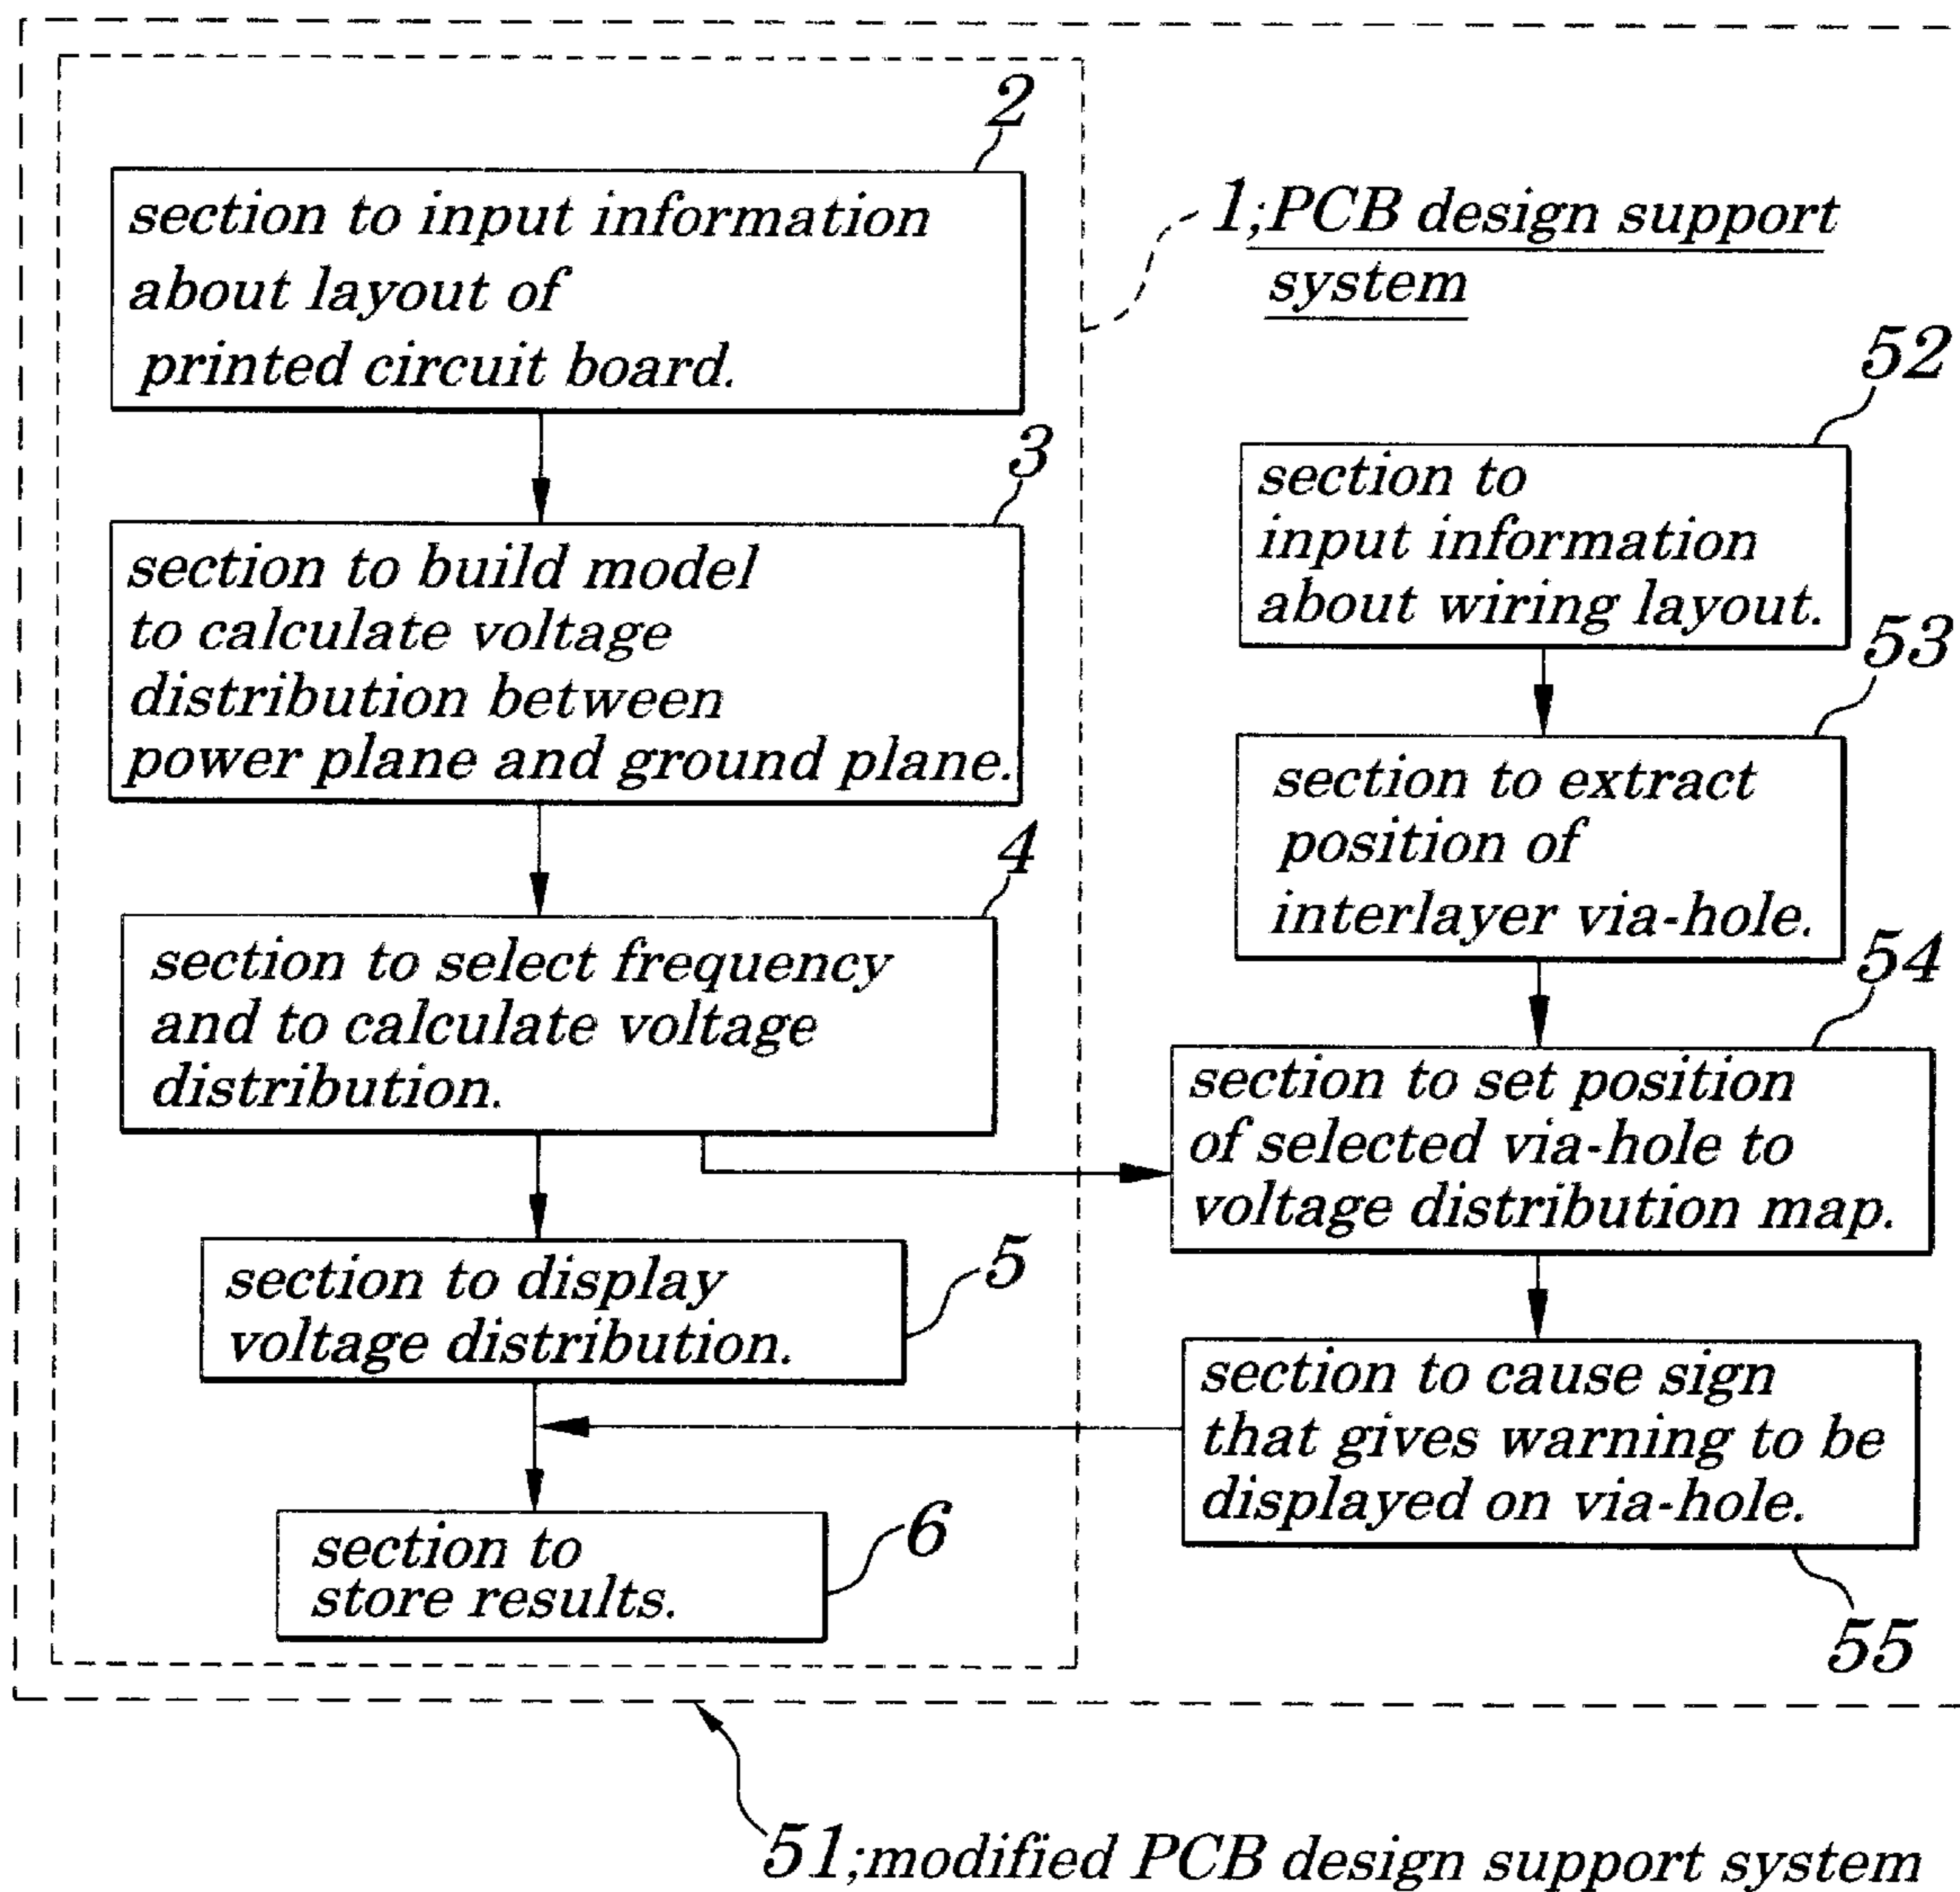 2
section to input information
about layout of
printed circuit board.
1;PCB design support
system
3
section to build model
to calculate voltage
distribution between
power plane and ground plane.
52
section to
input information
about wiring layout.
53
section to extract
position of
interlayer via-hole.
4
section to select frequency
and to calculate voltage
distribution.
54
section to set position
of selected via-hole to
voltage distribution map.
5
section to display
voltage distribution.
section to cause sign
that gives warning to be
displayed on via-hole.
55
6
section to
store results.
51;modified PCB design support system